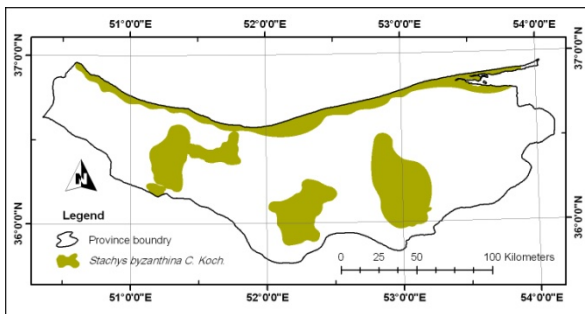 51°0'0"E 52°0'0"E 53°0'0"E 54°0'0"E
37°0'0"N 37°0'0"N
36°0'0"N 36°0'0"N
N
Legend
Province boundry
Stachys byzanthina C. Koch.
0 25 50 100 Kilometers
51°0'0"E 52°0'0"E 53°0'0"E 54°0'0"E